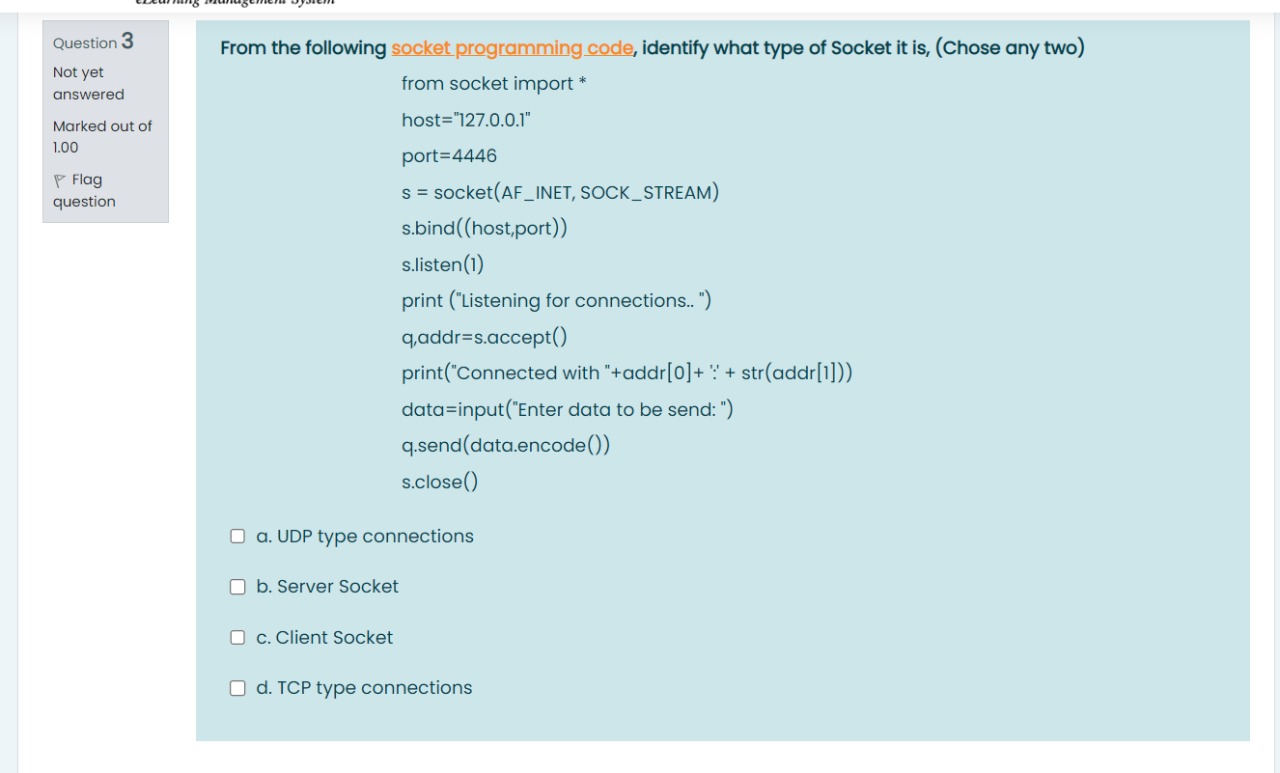 eLearning Management System
Question 3
Not yet
answered
Marked out of
1.00
Flag
question
From the following socket programming code, identify what type of Socket it is, (Chose any two)
from socket import *
host="127.0.0.1"
port=4446
s = socket(AF_INET, SOCK_STREAM)
s.bind((host,port))
s.listen(1)
print ("Listening for connections.. ")
q,addr=s.accept()
print("Connected with "+addr[0]+ ':' + str(addr[1]))
data=input("Enter data to be send: ")
q.send(data.encode())
s.close()
a. UDP type connections
b. Server Socket
c. Client Socket
d. TCP type connections